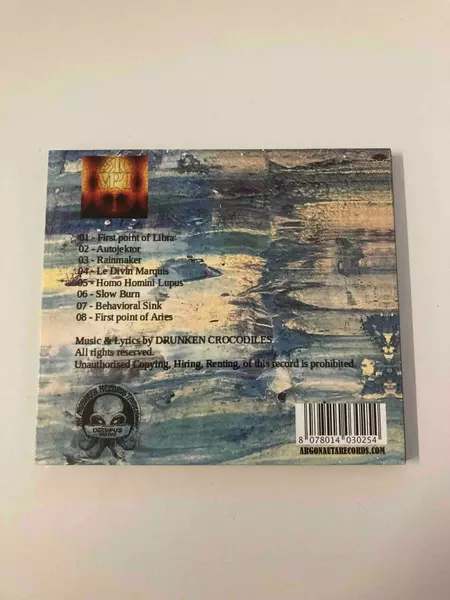 01 - First point of Libra
02 - Autojektor
03 - Rainmaker
04 - Le Divin Marquis
05 - Homo Homini Lupus
06 - Slow Burn
07 - Behavioral Sink
08 - First point of Aries
Music & Lyrics by DRUNKEN CROCODILES.
All rights reserved.
Unauthorised Copying, Hiring, Renting, of this record is prohibited.
8 078014 030254
ARGONAUTARECORDS.COM